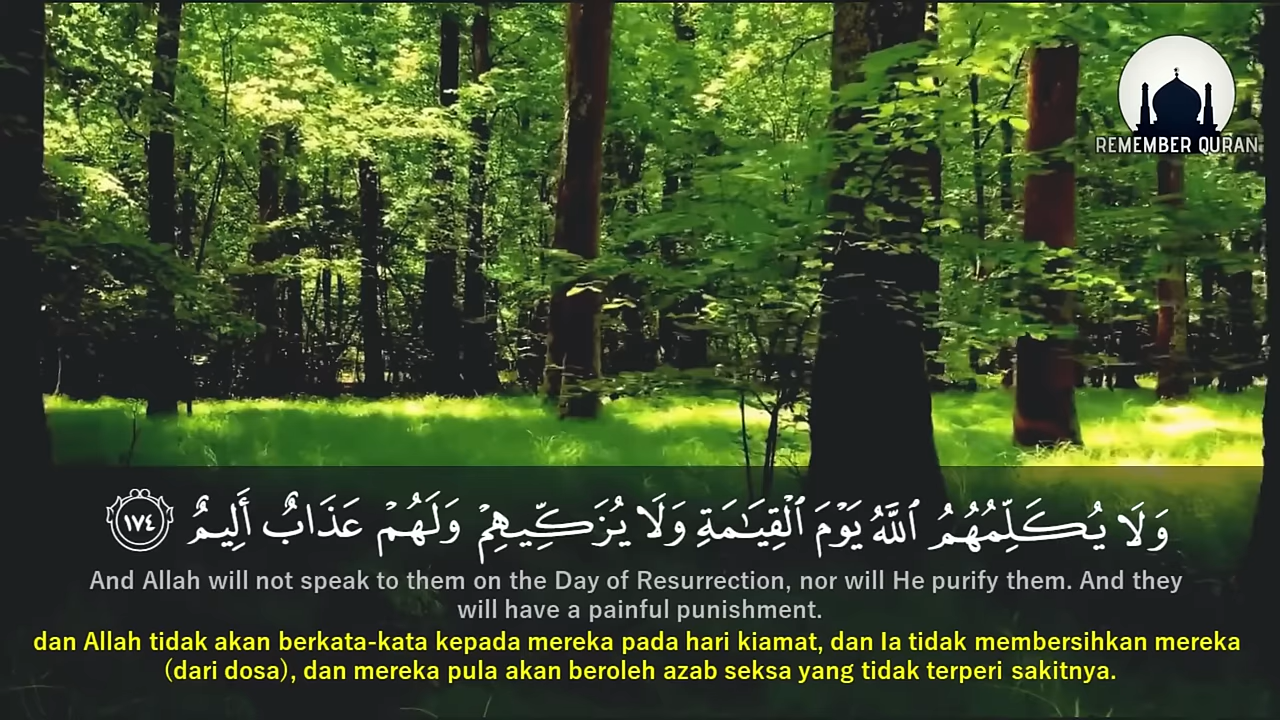 REMEMBER QURAN
وَلَا يُكَلِّمُهُمُ ٱللَّهُ يَوْمَ ٱلْقِيَـٰمَةِ وَلَا يُزَكِّيهِمْ وَلَهُمْ عَذَابٌ أَلِيمٌ ١٧٤
And Allah will not speak to them on the Day of Resurrection, nor will He purify them. And they
will have a painful punishment.
dan Allah tidak akan berkata-kata kepada mereka pada hari kiamat, dan Ia tidak membersihkan mereka
(dari dosa), dan mereka pula akan beroleh azab seksa yang tidak terperi sakitnya.